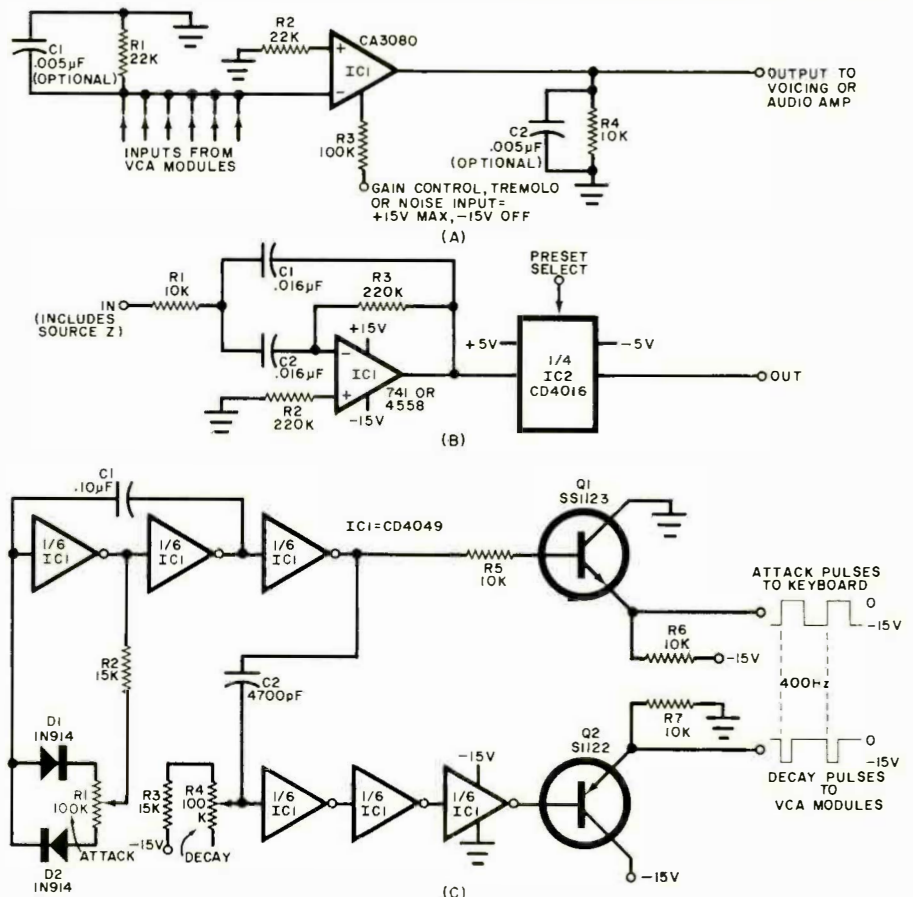 C1
.005µF
(OPTIONAL)
R1
22K
R2
22K
+
CA3080
IC1
−
INPUTS FROM
VCA MODULES
R3
100K
GAIN CONTROL, TREMOLO
OR NOISE INPUT=
+15V MAX, −15V OFF
C2
.005µF
(OPTIONAL)
R4
10K
OUTPUT TO
VOICING OR
AUDIO AMP
(A)
IN
(INCLUDES
SOURCE Z)
R1
10K
C1
.016µF
R3
220K
C2
.016µF
+15V
−
IC1
+
741 OR
4558
−15V
R2
220K
PRESET
SELECT
+5V
−5V
1/4
IC2
CD4016
OUT
(B)
C1
.10µF
1/6
IC1
1/6
IC1
1/6
IC1
IC1=CD4049
R5
10K
Q1
SS1123
ATTACK PULSES
TO KEYBOARD
0
−15V
R6
10K
−15V
R2
15K
C2
4700pF
400Hz
D1
1N914
R1
100K
ATTACK
D2
1N914
R3
15K
−15V
R4
100
K
DECAY
1/6
IC1
1/6
IC1
−15V
1/6
IC1
Q2
S1122
R7
10K
0
−15V
DECAY PULSES
TO
VCA MODULES
−15V
(C)